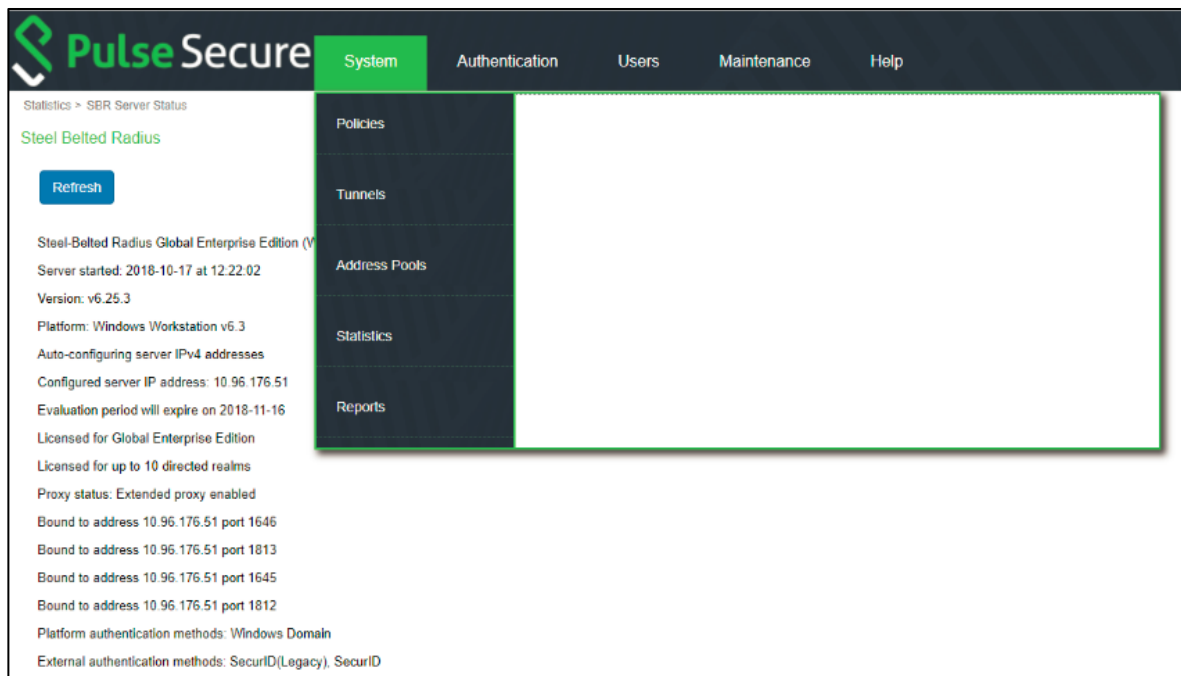 Pulse Secure
System Authentication Users Maintenance Help
Statistics > SBR Server Status
Steel Belted Radius
Refresh
Policies
Tunnels
Address Pools
Statistics
Reports
Steel-Belted Radius Global Enterprise Edition (
Server started: 2018-10-17 at 12:22:02
Version: v6.25.3
Platform: Windows Workstation v6.3
Auto-configuring server IPv4 addresses
Configured server IP address: 10.96.176.51
Evaluation period will expire on 2018-11-16
Licensed for Global Enterprise Edition
Licensed for up to 10 directed realms
Proxy status: Extended proxy enabled
Bound to address 10.96.176.51 port 1646
Bound to address 10.96.176.51 port 1813
Bound to address 10.96.176.51 port 1645
Bound to address 10.96.176.51 port 1812
Platform authentication methods: Windows Domain
External authentication methods: SecurID(Legacy), SecurID